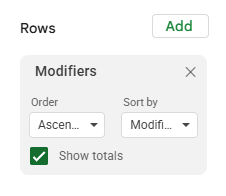 Rows Add
Modifiers
Order Sort by
Ascen... Modifi...
Show totals